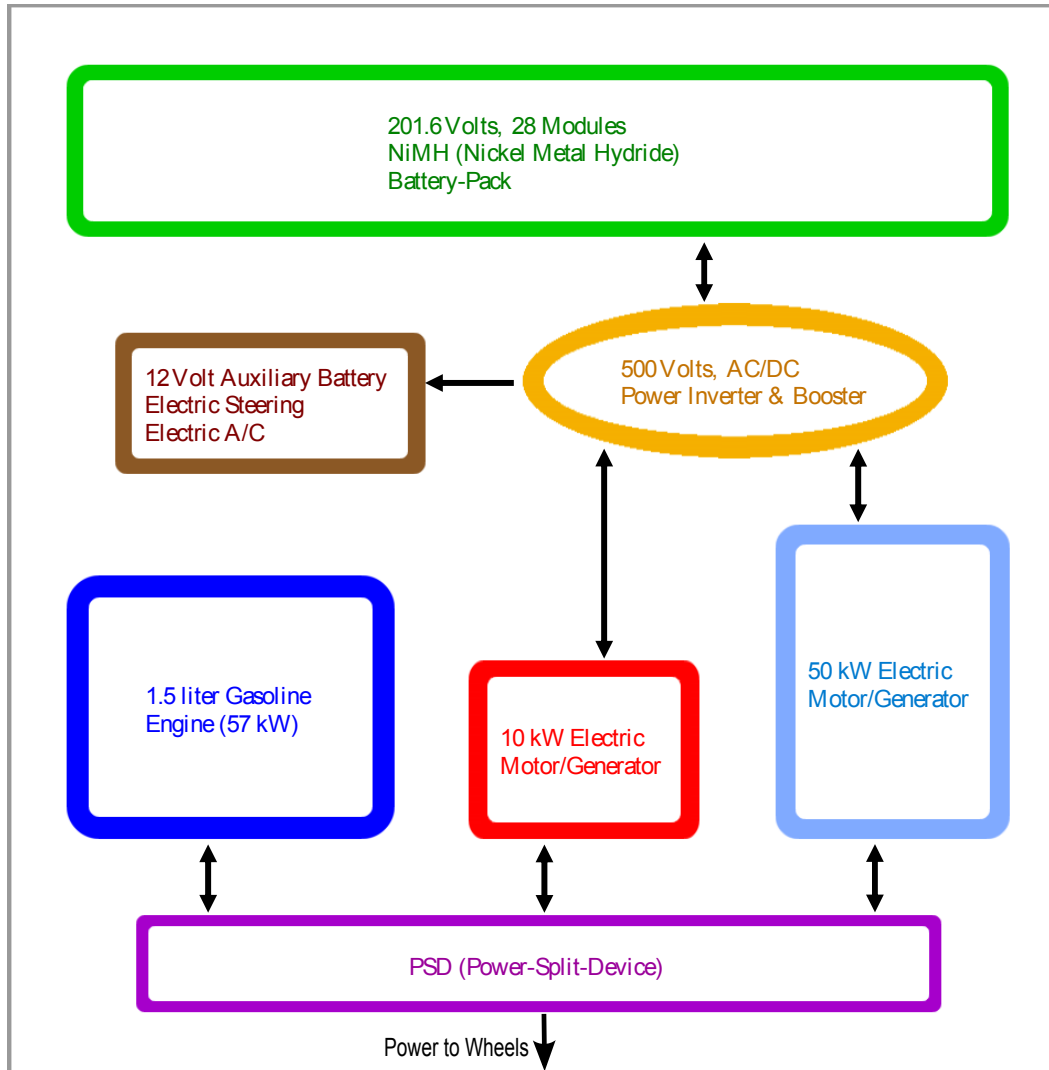 201.6 Volts, 28 Modules
NiMH (Nickel Metal Hydride)
Battery-Pack
12 Volt Auxiliary Battery
Electric Steering
Electric A/C
500 Volts, AC/DC
Power Inverter & Booster
1.5 liter Gasoline
Engine (57 kW)
10 kW Electric
Motor/Generator
50 kW Electric
Motor/Generator
PSD (Power-Split-Device)
Power to Wheels